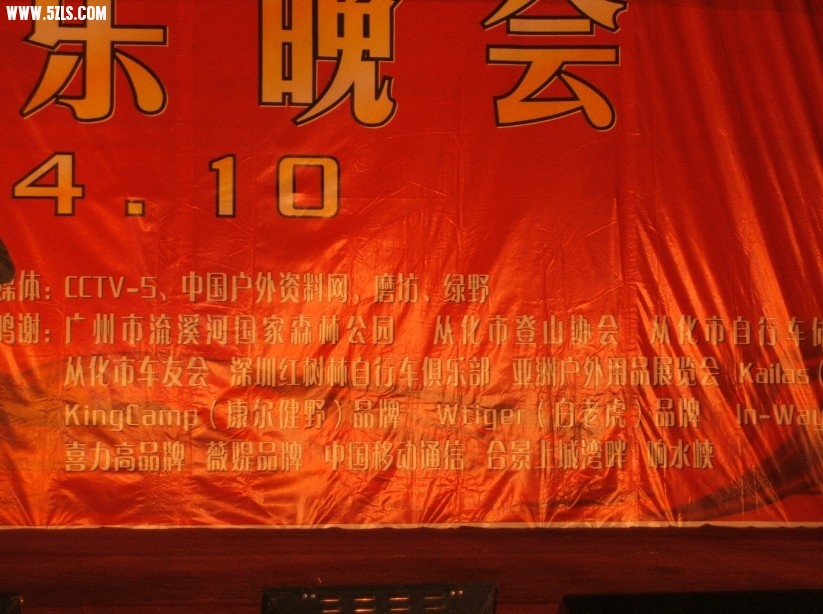 WWW.5ZLS.COM
乐晚会
4.10
媒体：CCTV-5、中国户外资料网、磨坊、绿野
鸣谢：广州市流溪河国家森林公园 从化市登山协会 从化市自行车
从化市车友会 深圳红树林自行车俱乐部 亚洲户外用品展览会 Kailas（
KingCamp（康尔健野）品牌 Wtiger（白老虎）品牌 In-Way
喜力高品牌 薇媞品牌 中国移动通信 合景上城湾畔 响水峡